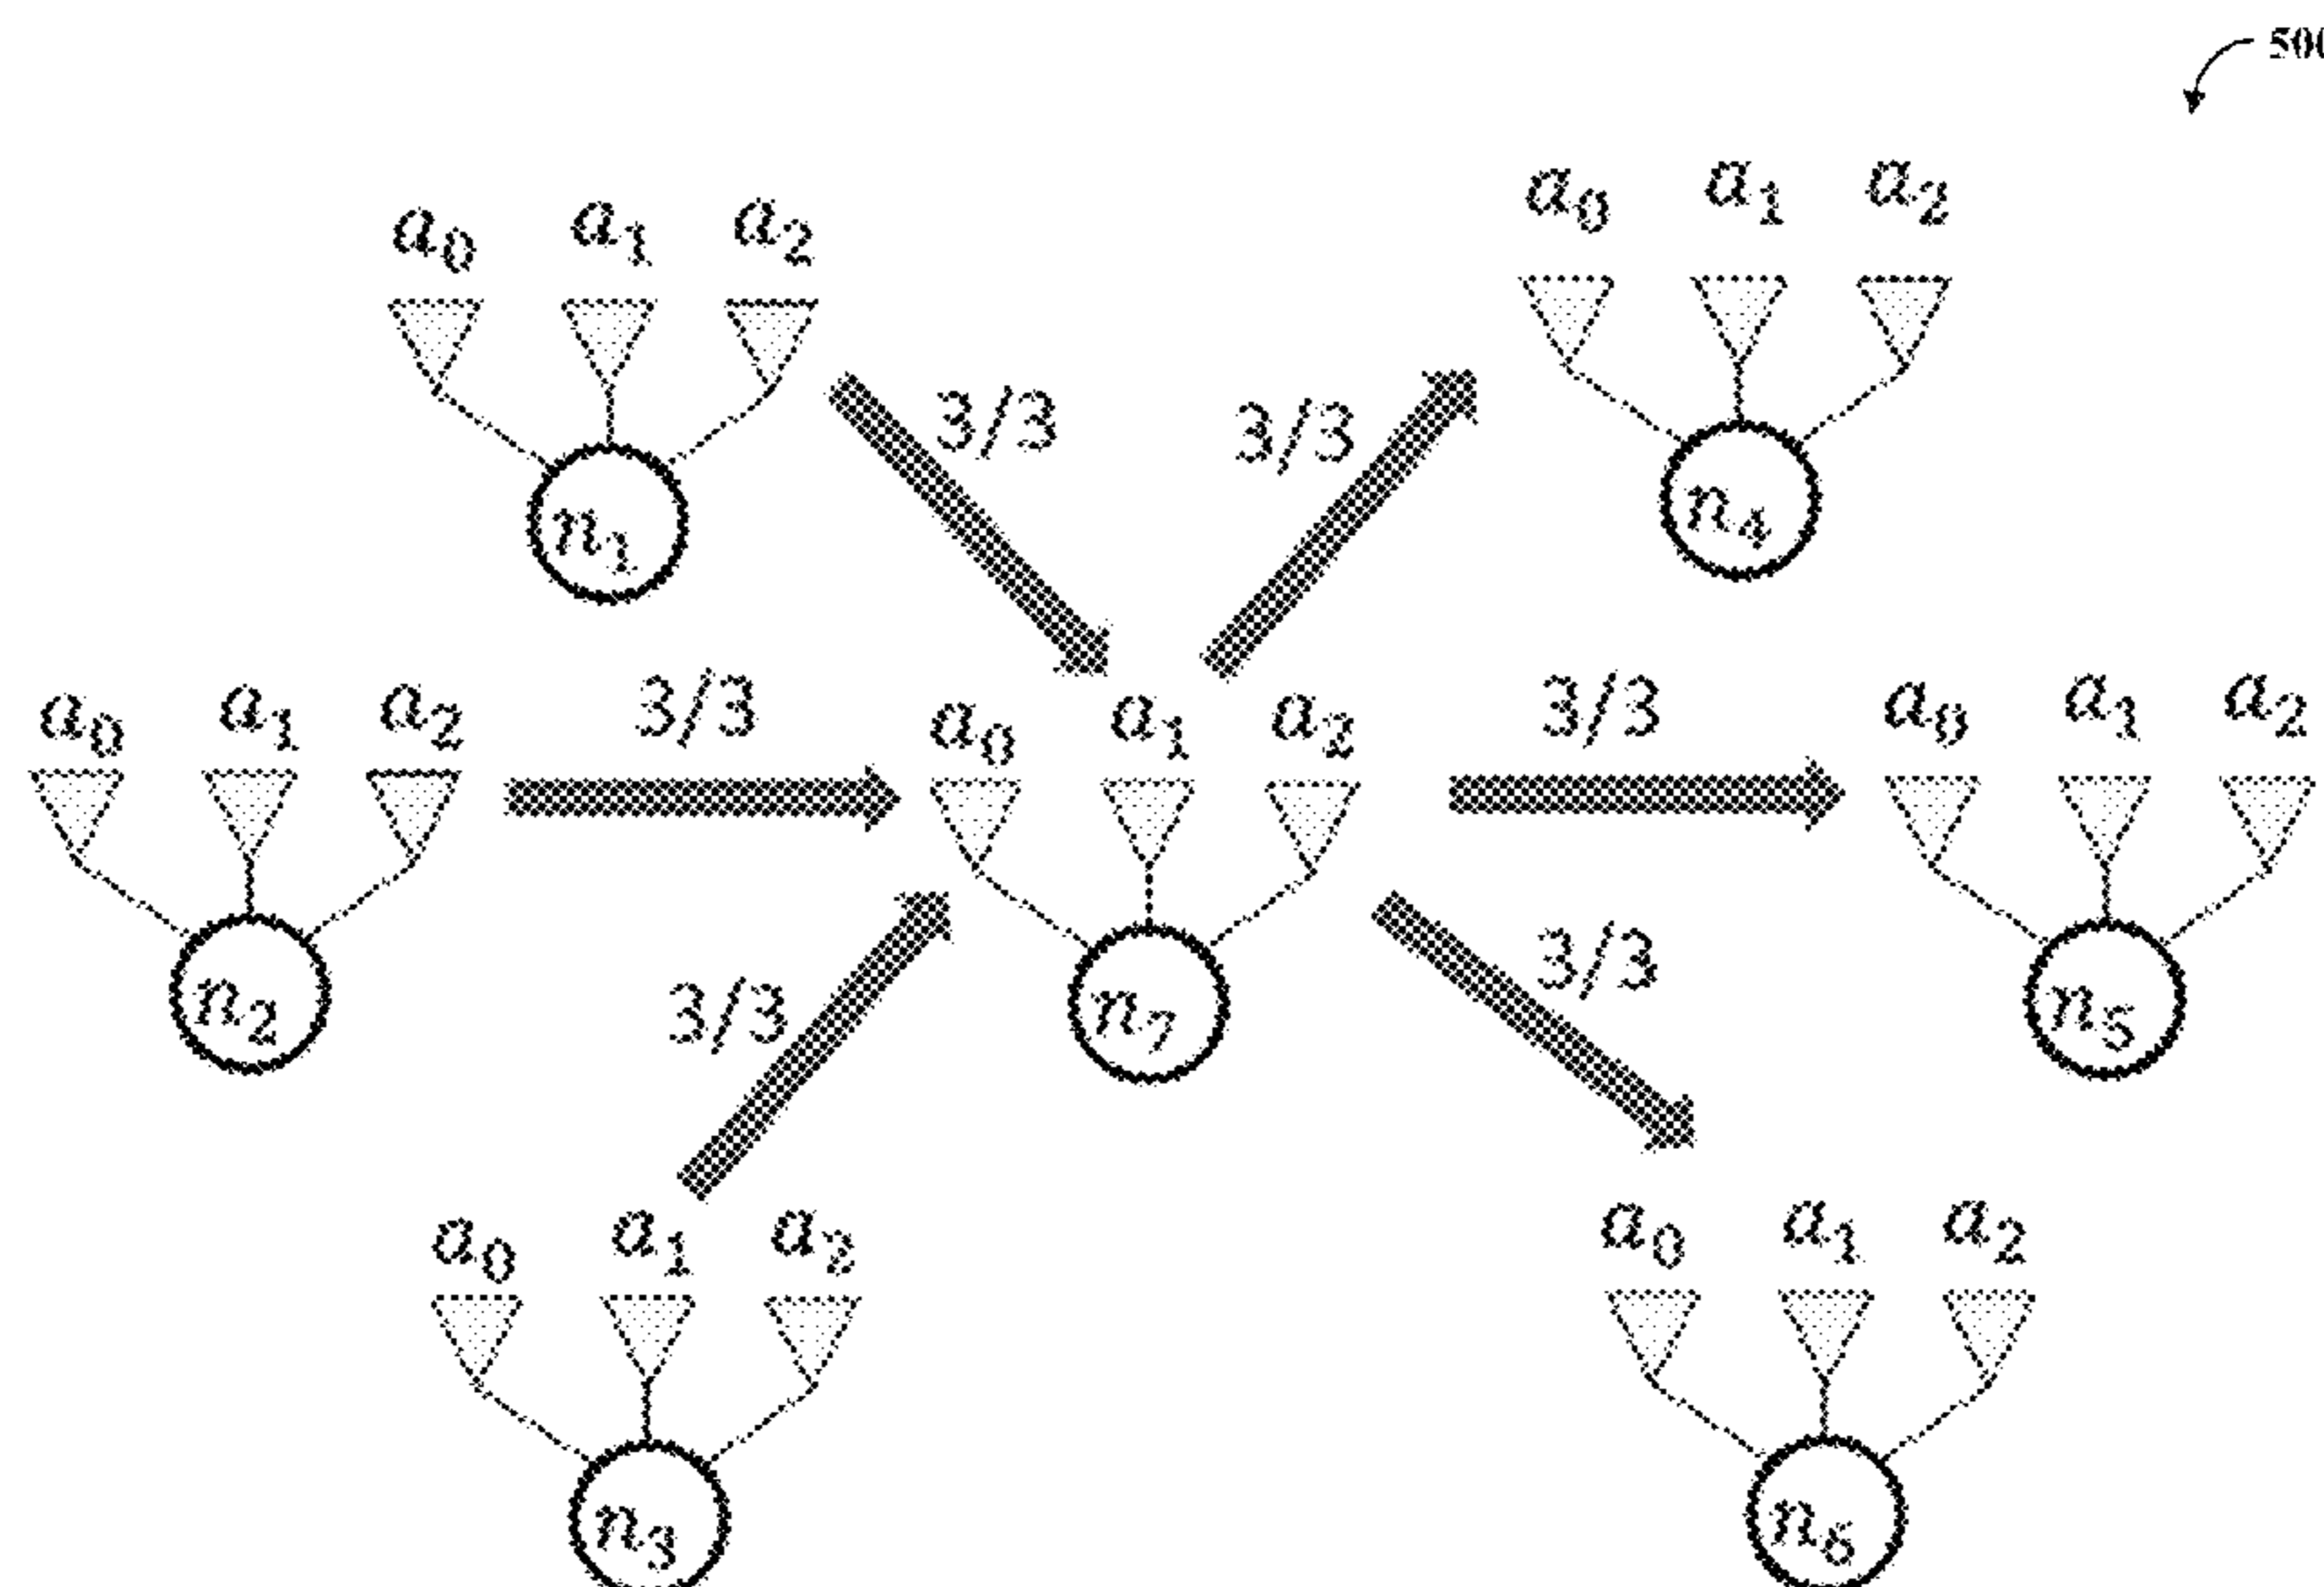 500
a₀ a₁ a₂
a₀ a₁ a₂
3/3
3/3
n₁
n₄
a₀ a₁ a₂
3/3
a₀ a₁ a₂
3/3
a₀ a₁ a₂
n₂
3/3
n₇
3/3
n₅
a₀ a₁ a₂
a₀ a₁ a₂
n₃
n₆